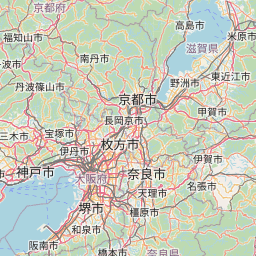 京都府
高島市
米原市
福知山市
滋賀県
南丹市
東近江市
野洲市
丹波篠山市
京都市
甲賀市
長岡京市
三木市
宝塚市
枚方市
伊賀市
伊丹市
神戸市
大阪府
奈良市
名張市
天理市
堺市
橿原市
和泉市
阪南市
橋本市
奈良県